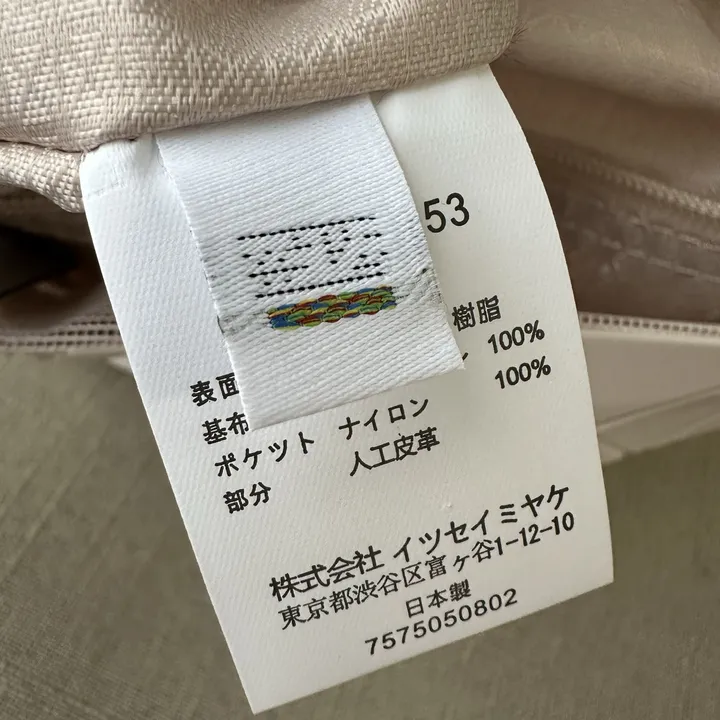 53
表面 樹脂
基布 100%
ポケット ナイロン 100%
部分 人工皮革
株式会社 イッセイミヤケ
東京都渋谷区富ヶ谷1-12-10
日本製
7575050802